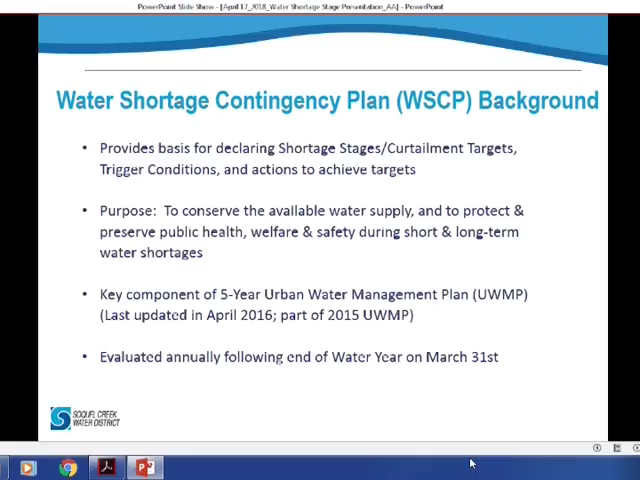 PowerPoint Slide Show - [April 17_2018_Water Shortage Stage Presentation_AA] - PowerPoint
Water Shortage Contingency Plan (WSCP) Background
• Provides basis for declaring Shortage Stages/Curtailment Targets,
Trigger Conditions, and actions to achieve targets
• Purpose: To conserve the available water supply, and to protect &
preserve public health, welfare & safety during short & long-term
water shortages
• Key component of 5-Year Urban Water Management Plan (UWMP)
(Last updated in April 2016; part of 2015 UWMP)
• Evaluated annually following end of Water Year on March 31st
SOQUEL CREEK
WATER DISTRICT